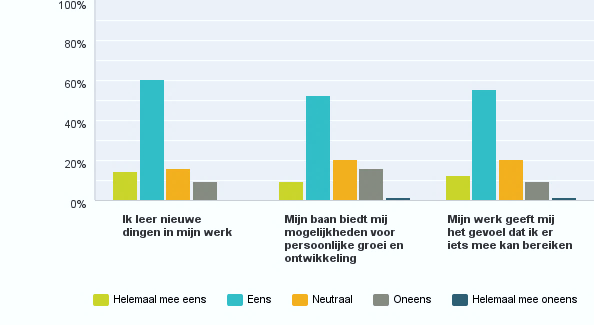 100%
80%
60%
40%
20%
0%
Ik leer nieuwe
dingen in mijn werk
Mijn baan biedt mij
mogelijkheden voor
persoonlijke groei en
ontwikkeling
Mijn werk geeft mij
het gevoel dat ik er
iets mee kan bereiken
Helemaal mee eens
Eens
Neutraal
Oneens
Helemaal mee oneens